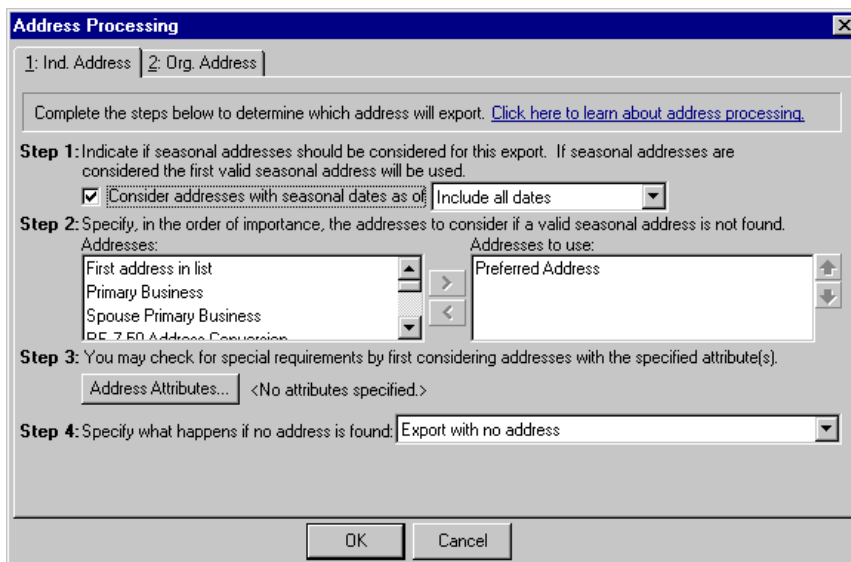 Address Processing
1: Ind. Address 2: Org. Address
Complete the steps below to determine which address will export. Click here to learn about address processing.
Step 1: Indicate if seasonal addresses should be considered for this export. If seasonal addresses are
considered the first valid seasonal address will be used.
Consider addresses with seasonal dates as of Include all dates
Step 2: Specify, in the order of importance, the addresses to consider if a valid seasonal address is not found.
Addresses: Addresses to use:
First address in list Preferred Address
Primary Business
Spouse Primary Business
RE 7.50 Address Conversion
Step 3: You may check for special requirements by first considering addresses with the specified attribute(s).
Address Attributes... <No attributes specified.>
Step 4: Specify what happens if no address is found: Export with no address
OK Cancel